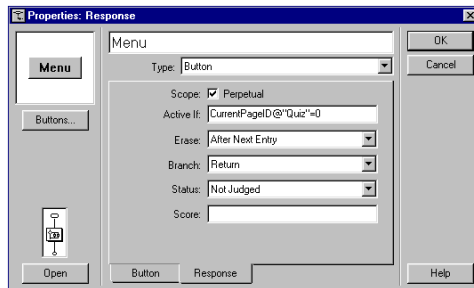 Properties: Response
Menu
Menu
Type: Button
OK
Cancel
Buttons...
Scope: Perpetual
Active If: CurrentPageID@"Quiz"=0
Erase: After Next Entry
Branch: Return
Status: Not Judged
Score:
Open
Button
Response
Help